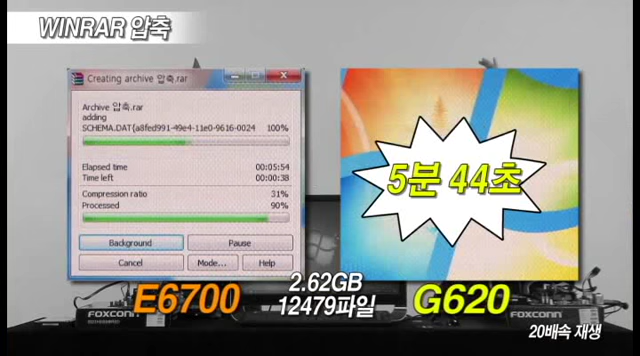 WINRAR 압축
Creating archive 압축.rar
Archive 압축.rar
adding
SCHEMA.DAT{a8fed991-49e4-11e0-9616-0024 100%
Elapsed time 00:05:54
Time left 00:00:38
Compression ratio 31%
Processed 90%
Background Pause
Cancel Mode... Help
5분 44초
E6700
2.62GB
12479파일
G620
FOXCONN
FOXCONN
20배속 재생